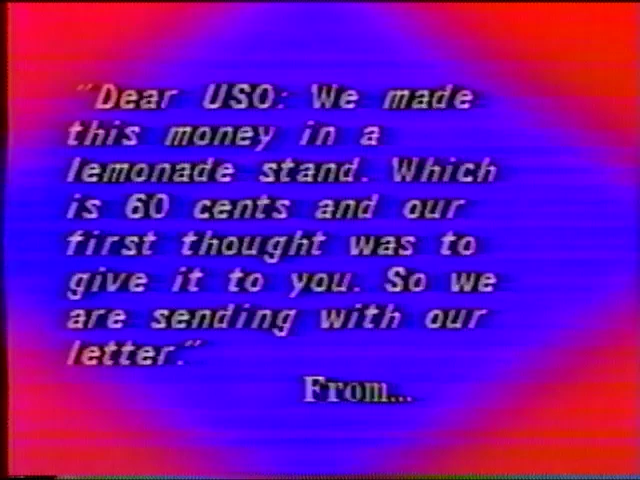 "Dear USO: We made
this money in a
lemonade stand. Which
is 60 cents and our
first thought was to
give it to you. So we
are sending with our
letter."
From...